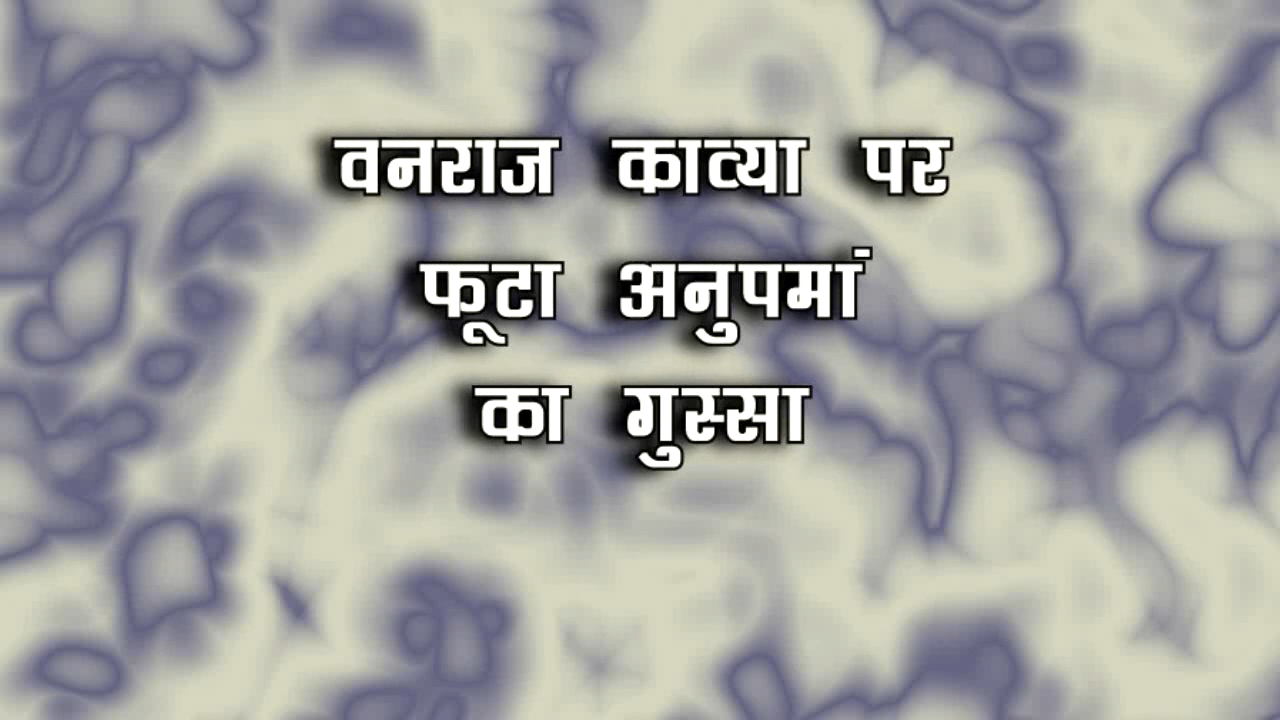 वनराज काव्या पर
फूटा अनुपमां
का गुस्सा